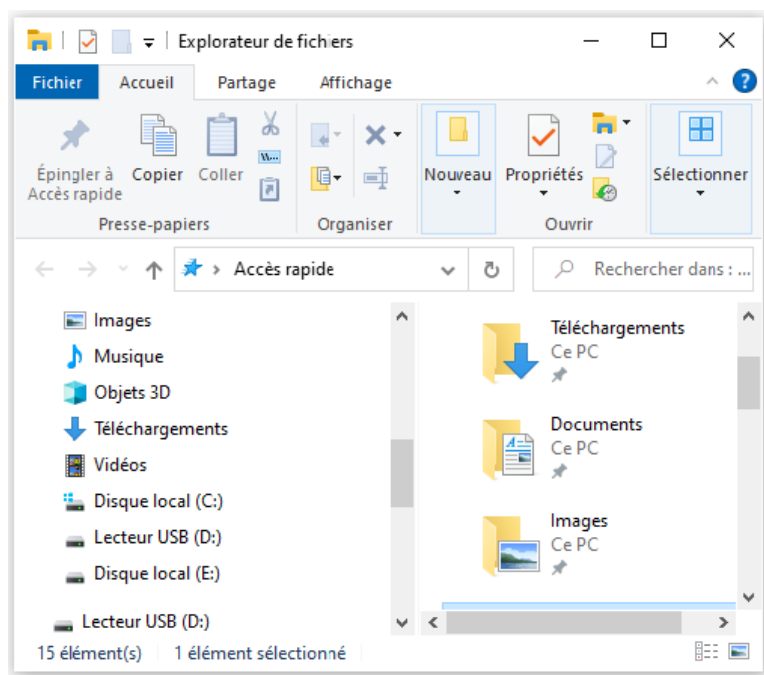 Explorateur de fichiers
Fichier Accueil Partage Affichage
Épingler à
Accès rapide
Copier Coller
Nouveau Propriétés Sélectionner
Presse-papiers Organiser Ouvrir
Accès rapide Rechercher dans : ...
Images
Musique
Objets 3D
Téléchargements
Vidéos
Disque local (C:)
Lecteur USB (D:)
Disque local (E:)
Lecteur USB (D:)
Téléchargements
Ce PC
Documents
Ce PC
Images
Ce PC
15 élément(s) 1 élément sélectionné